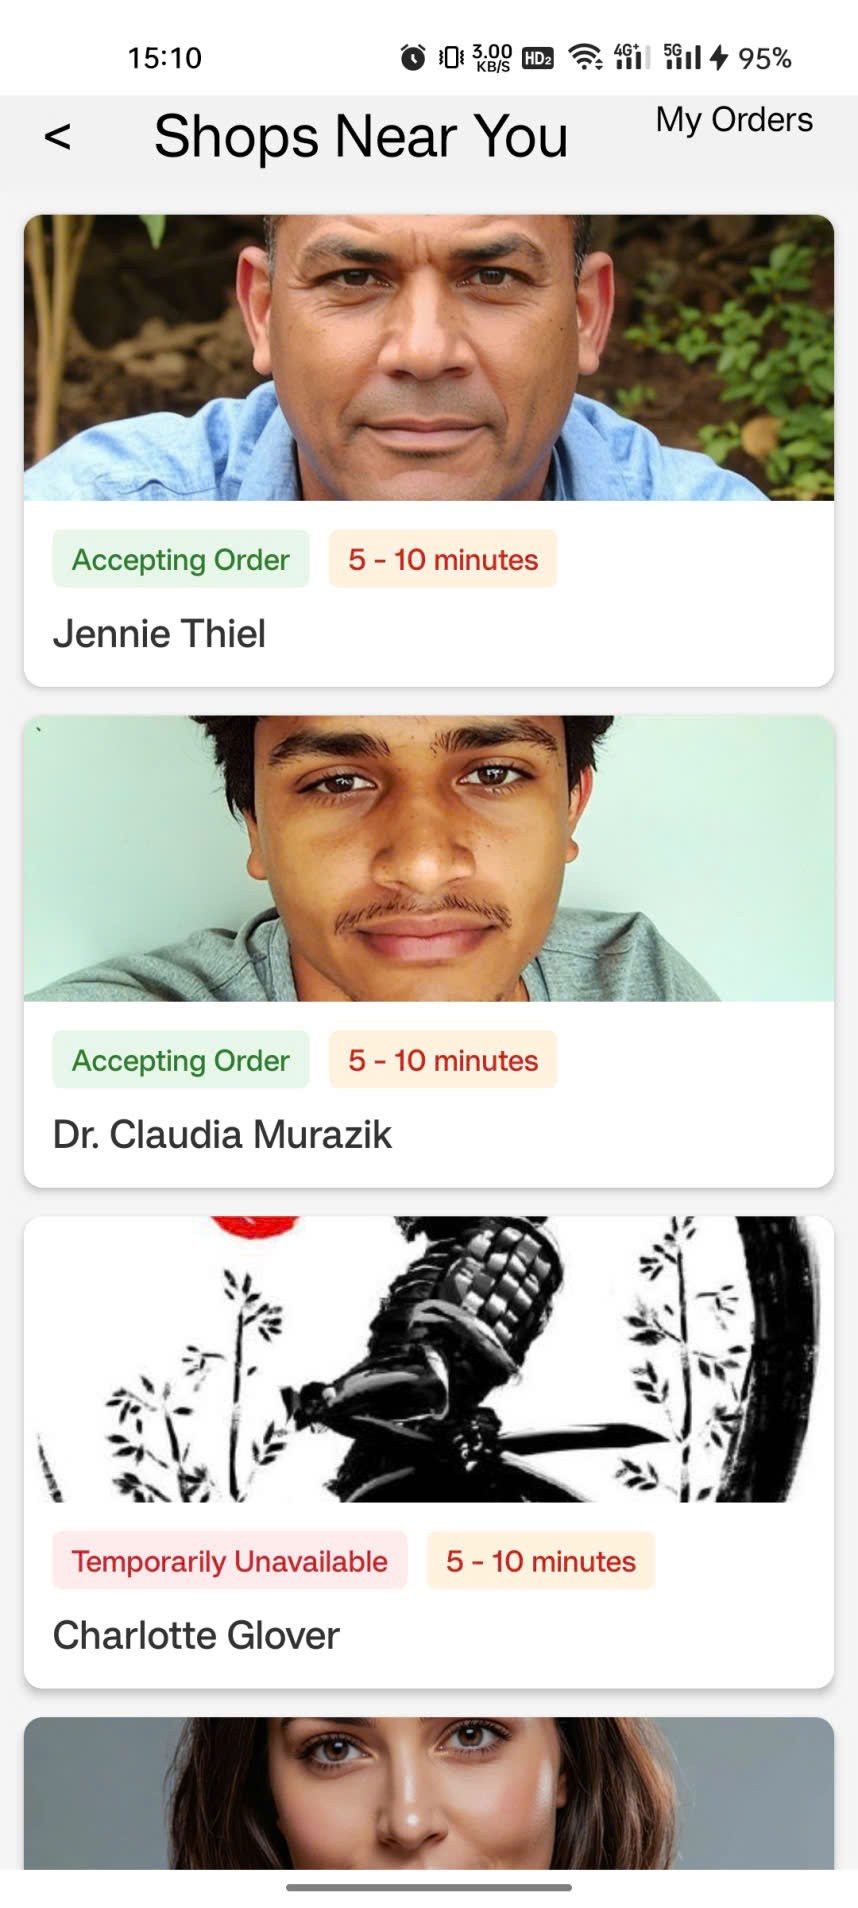 15:10 3.00 KB/S HD2 4G+ 5G 95%
< Shops Near You My Orders
Accepting Order 5 - 10 minutes
Jennie Thiel
Accepting Order 5 - 10 minutes
Dr. Claudia Murazik
Temporarily Unavailable 5 - 10 minutes
Charlotte Glover